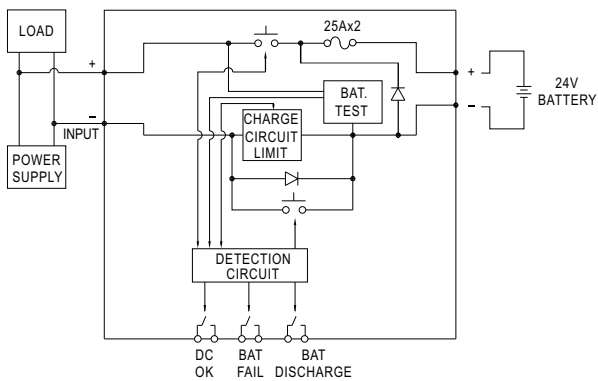 LOAD
25Ax2
+
+
+
24V
BATTERY
BAT.
TEST
−
−
−
INPUT
CHARGE
CIRCUIT
LIMIT
POWER
SUPPLY
DETECTION
CIRCUIT
DC
OK
BAT
FAIL
BAT
DISCHARGE